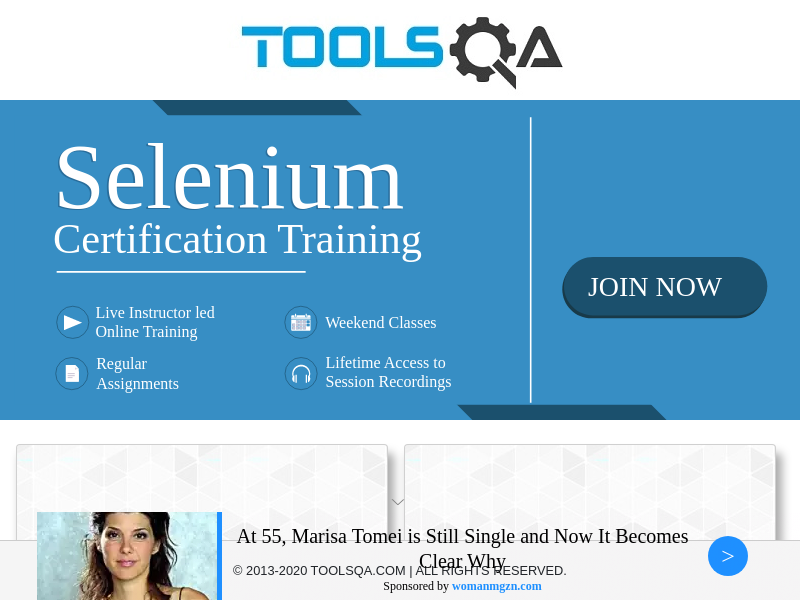 TOOLSQA
Selenium
Certification Training
JOIN NOW
Live Instructor led
Online Training
Weekend Classes
Regular
Assignments
Lifetime Access to
Session Recordings
At 55, Marisa Tomei is Still Single and Now It Becomes
Clear Why
>
© 2013-2020 TOOLSQA.COM | ALL RIGHTS RESERVED.
Sponsored by womanmgzn.com